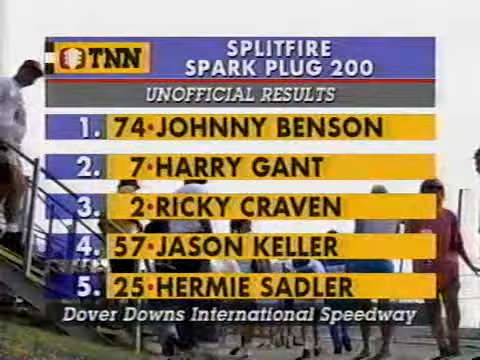 TNN
SPLITFIRE
SPARK PLUG 200
UNOFFICIAL RESULTS
1. 74•JOHNNY BENSON
2. 7•HARRY GANT
3. 2•RICKY CRAVEN
4. 57•JASON KELLER
5. 25•HERMIE SADLER
Dover Downs International Speedway